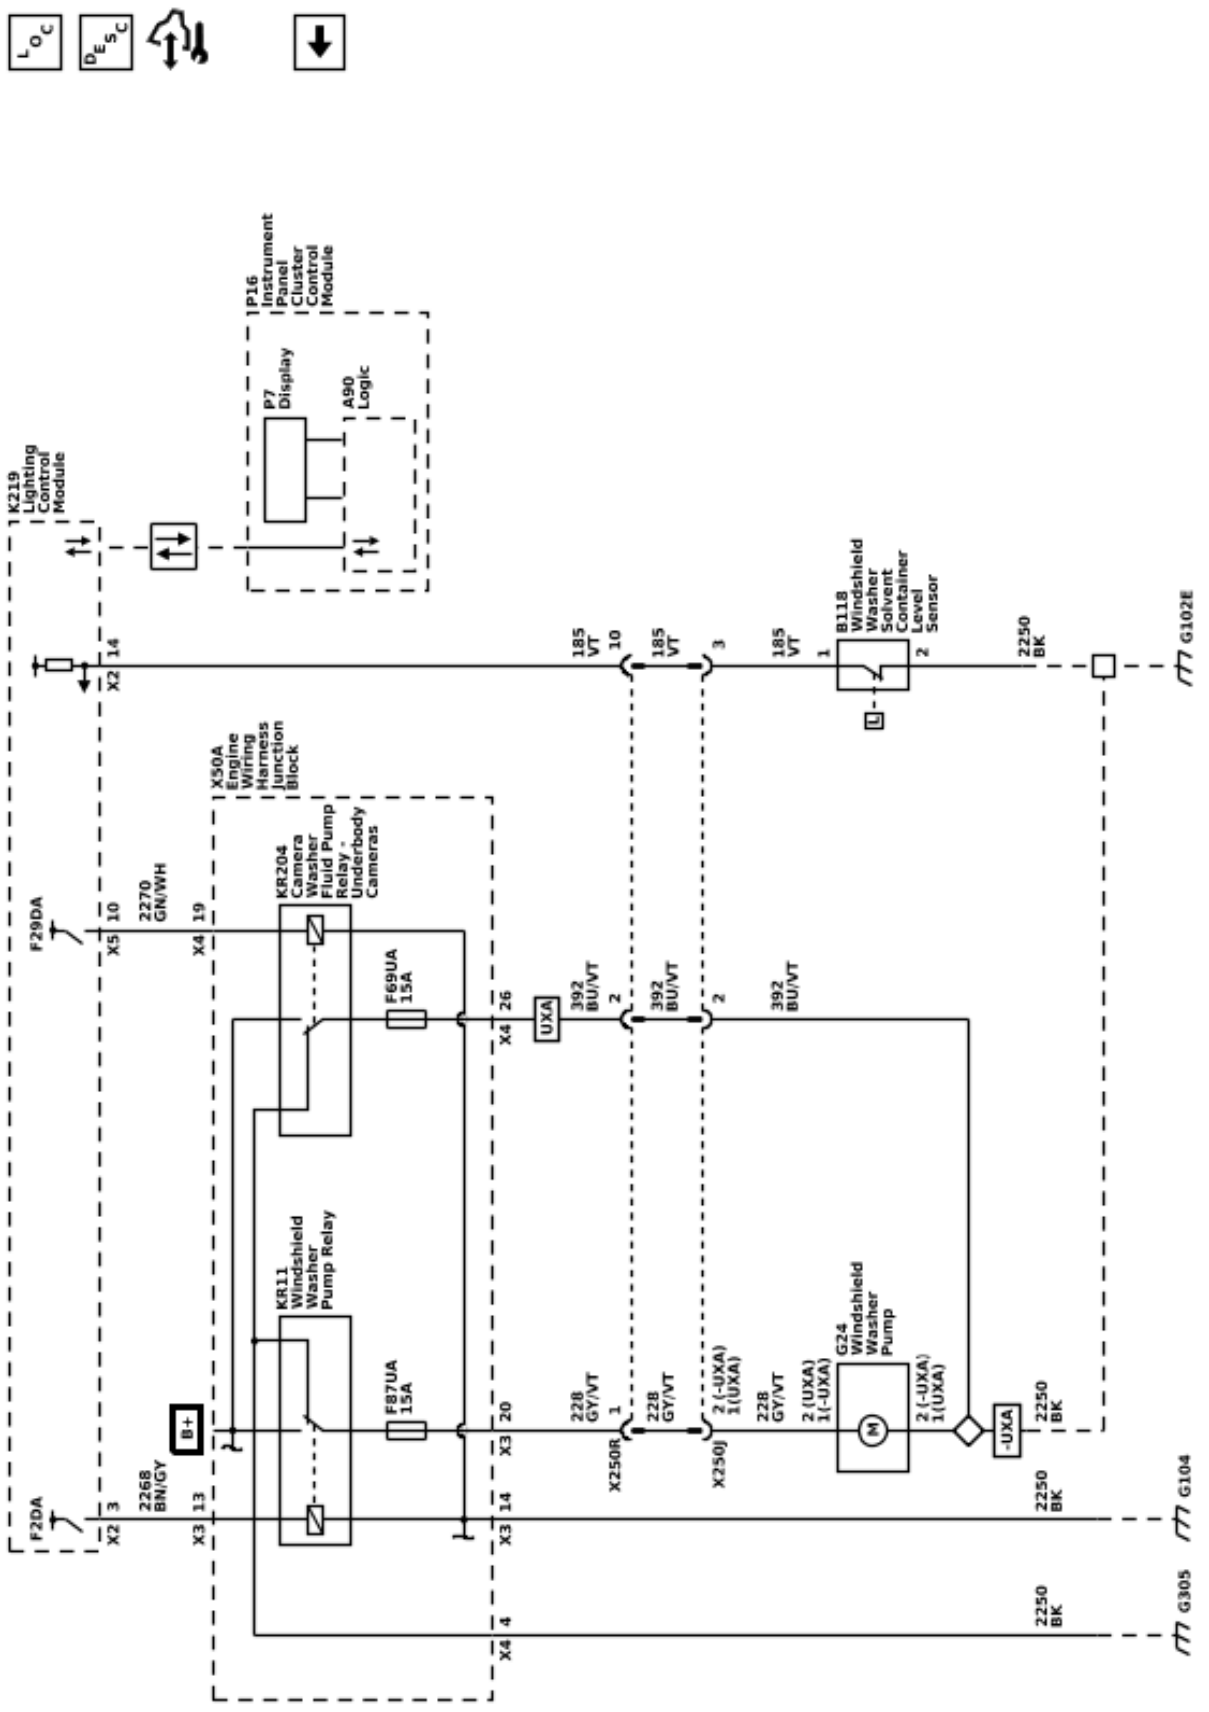 LOC
DESC
K219
Lighting
Control
Module
P16
Instrument
Panel
Cluster
Control
Module
P7
Display
A90
Logic
F2DA
F29DA
X2 3
X5 10
X2 14
2268
BN/GY
2270
GN/WH
X3 13
X4 19
B+
X50A
Engine
Wiring
Harness
Junction
Block
KR11
Windshield
Washer
Pump Relay
KR204
Camera
Washer
Fluid Pump
Relay -
Underbody
Cameras
F87UA
15A
F69UA
15A
X4 4
X3 14
X3 20
X4 26
UXA
228
GY/VT
392
BU/VT
185
VT
X250R 1
2
10
228
GY/VT
392
BU/VT
185
VT
X250J
2 (-UXA)
1(UXA)
2
3
228
GY/VT
392
BU/VT
185
VT
2 (UXA)
1(-UXA)
1
G24
Windshield
Washer
Pump
M
B118
Windshield
Washer
Solvent
Container
Level
Sensor
L
2 (-UXA)
1(UXA)
2
-UXA
2250
BK
2250
BK
2250
BK
2250
BK
G305
G104
G102E